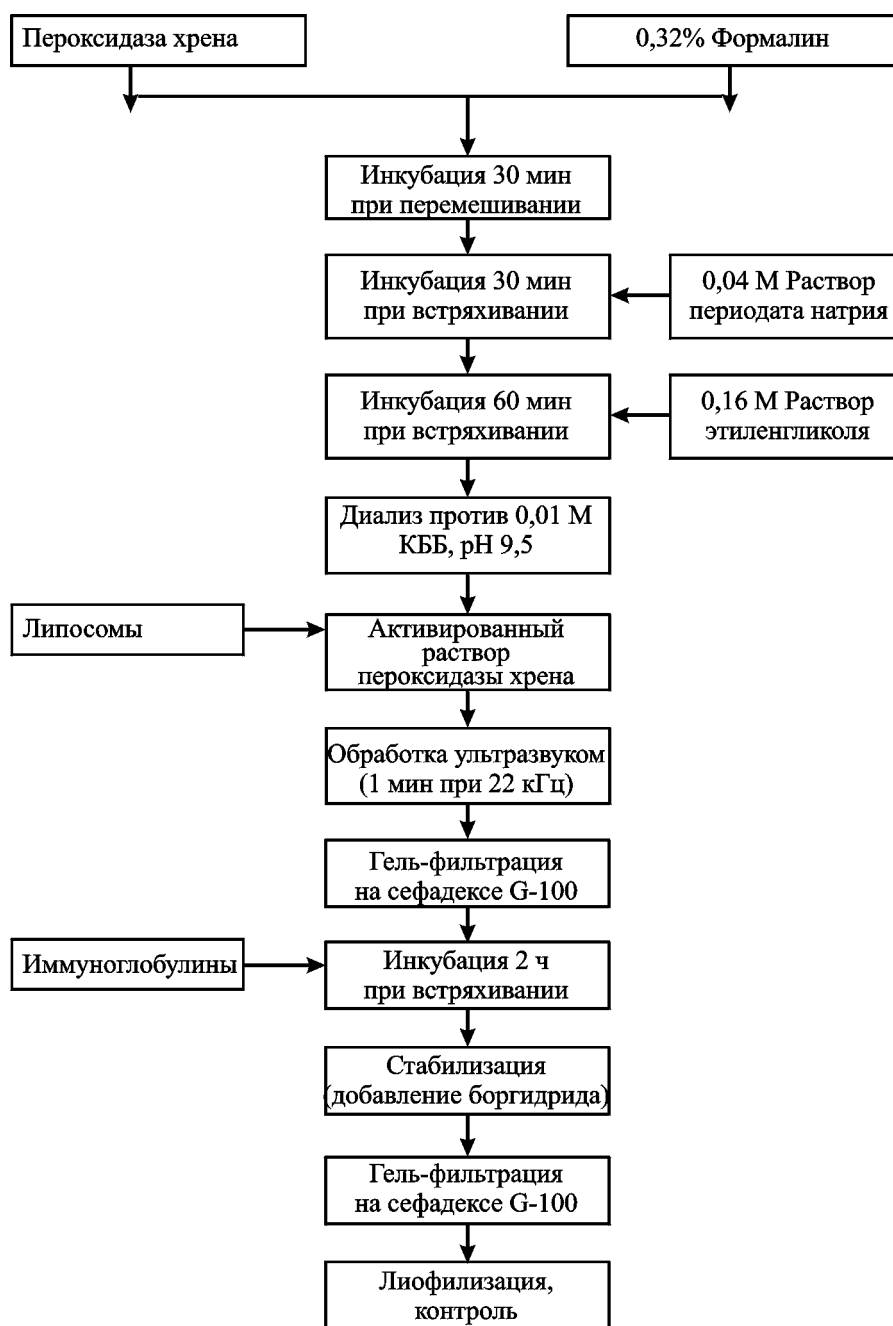 Пероксидаза хрена
0,32% Формалин
Инкубация 30 мин
при перемешивании
Инкубация 30 мин
при встряхивании
0,04 М Раствор
периодата натрия
Инкубация 60 мин
при встряхивании
0,16 М Раствор
этиленгликоля
Диализ против 0,01 М
КББ, рН 9,5
Липосомы
Активированный
раствор
пероксидазы хрена
Обработка ультразвуком
(1 мин при 22 кГц)
Гель-фильтрация
на сефадексе G-100
Иммуноглобулины
Инкубация 2 ч
при встряхивании
Стабилизация
(добавление боргидрида)
Гель-фильтрация
на сефадексе G-100
Лиофилизация,
контроль